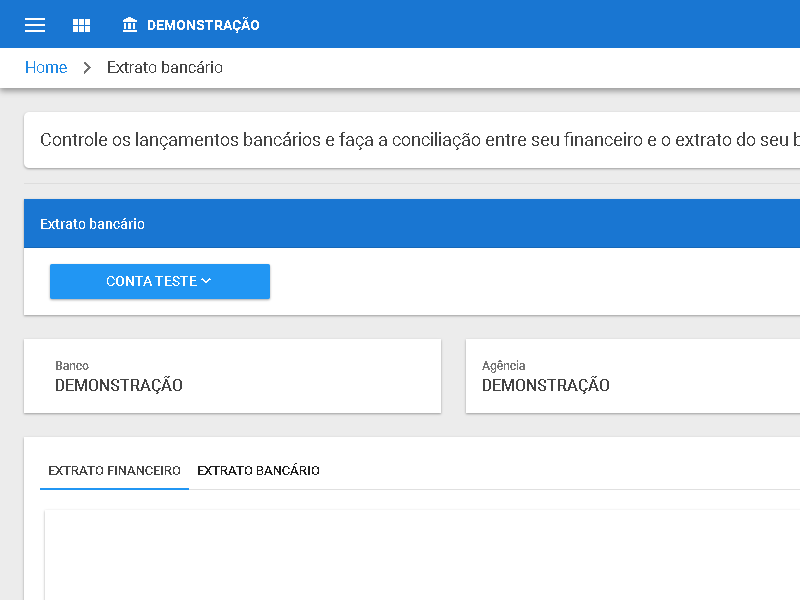 DEMONSTRAÇÃO
Home > Extrato bancário
Controle os lançamentos bancários e faça a conciliação entre seu financeiro e o extrato do seu
Extrato bancário
CONTA TESTE
Banco
DEMONSTRAÇÃO
Agência
DEMONSTRAÇÃO
EXTRATO FINANCEIRO EXTRATO BANCÁRIO